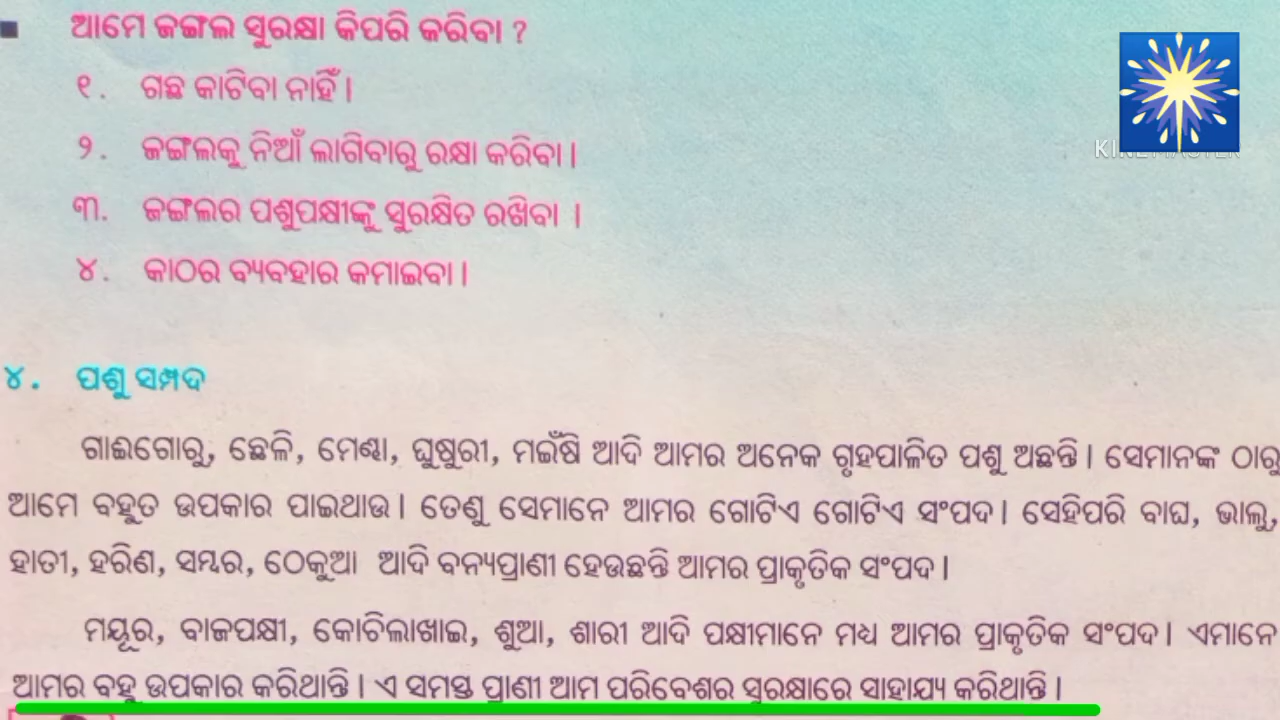 ଆମେ ଜଙ୍ଗଲ ସୁରକ୍ଷା କିପରି କରିବା ?
୧. ଗଛ କାଟିବା ନାହିଁ ।
୨. ଜଙ୍ଗଲକୁ ନିଆଁ ଲାଗିବାରୁ ରକ୍ଷା କରିବା ।
୩. ଜଙ୍ଗଲର ପଶୁପକ୍ଷୀଙ୍କୁ ସୁରକ୍ଷିତ ରଖିବା ।
୪. କାଠର ବ୍ୟବହାର କମାଇବା ।
୪. ପଶୁ ସମ୍ପଦ
ଗାଈଗୋରୁ, ଛେଳି, ମେଣ୍ଢା, ଘୁଷୁରୀ, ମଇଁଷି ଆଦି ଆମର ଅନେକ ଗୃହପାଳିତ ପଶୁ ଅଛନ୍ତି । ସେମାନଙ୍କ ଠାରୁ
ଆମେ ବହୁତ ଉପକାର ପାଇଥାଉ । ତେଣୁ ସେମାନେ ଆମର ଗୋଟିଏ ଗୋଟିଏ ସଂପଦ । ସେହିପରି ବାଘ, ଭାଲୁ,
ହାତୀ, ହରିଣ, ସମ୍ଭର, ଠେକୁଆ ଆଦି ବନ୍ୟପ୍ରାଣୀ ହେଉଛନ୍ତି ଆମର ପ୍ରାକୃତିକ ସଂପଦ ।
ମୟୂର, ବାଜପକ୍ଷୀ, କୋଚିଲାଖାଇ, ଶୁଆ, ଶାରୀ ଆଦି ପକ୍ଷୀମାନେ ମଧ୍ୟ ଆମର ପ୍ରାକୃତିକ ସଂପଦ । ଏମାନେ
ଆମର ବହୁ ଉପକାର କରିଥାନ୍ତି । ଏ ସମସ୍ତ ପ୍ରାଣୀ ଆମ ପରିବେଶର ସୁରକ୍ଷାରେ ସାହାଯ୍ୟ କରିଥାନ୍ତି ।